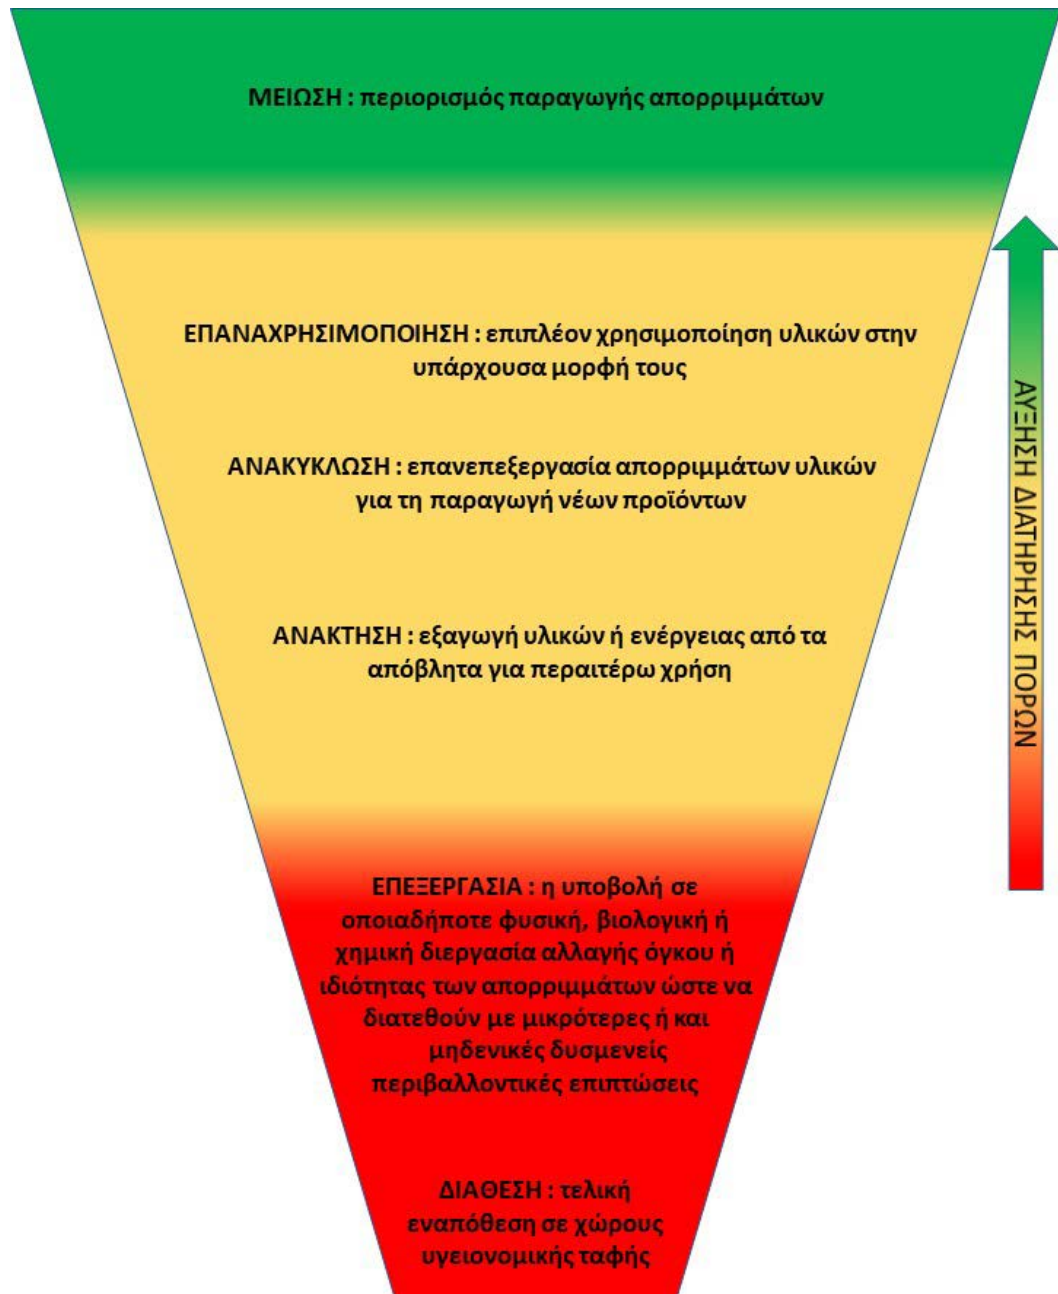 ΜΕΙΩΣΗ : περιορισμός παραγωγής απορριμμάτων
ΕΠΑΝΑΧΡΗΣΙΜΟΠΟΙΗΣΗ : επιπλέον χρησιμοποίηση υλικών στην
υπάρχουσα μορφή τους
ΑΝΑΚΥΚΛΩΣΗ : επανεπεξεργασία απορριμμάτων υλικών
για τη παραγωγή νέων προϊόντων
ΑΝΑΚΤΗΣΗ : εξαγωγή υλικών ή ενέργειας από τα
απόβλητα για περαιτέρω χρήση
ΕΠΕΞΕΡΓΑΣΙΑ : η υποβολή σε
οποιαδήποτε φυσική, βιολογική ή
χημική διεργασία αλλαγής όγκου ή
ιδιότητας των απορριμμάτων ώστε να
διατεθούν με μικρότερες ή και
μηδενικές δυσμενείς
περιβαλλοντικές επιπτώσεις
ΔΙΑΘΕΣΗ : τελική
εναπόθεση σε χώρους
υγειονομικής ταφής
ΑΥΞΗΣΗ ΔΙΑΤΗΡΗΣΗΣ ΠΟΡΩΝ